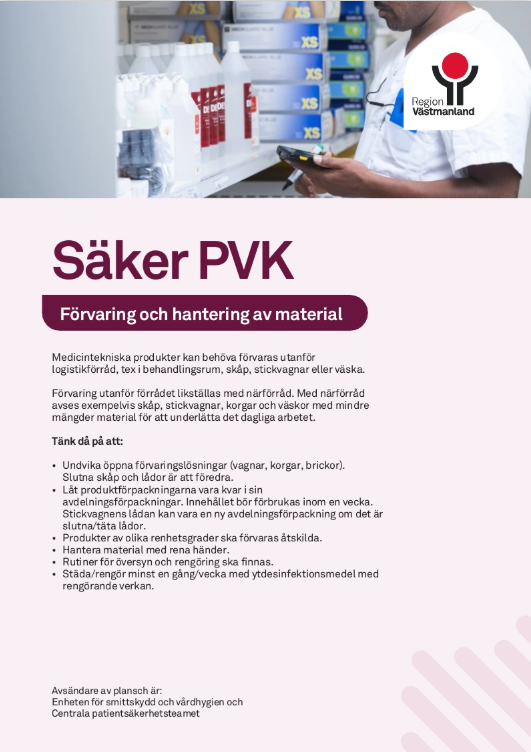 XS
XS
XS
XS
Region
Västmanland
Säker PVK
Förvaring och hantering av material
Medicintekniska produkter kan behöva förvaras utanför
logistikförråd, tex i behandlingsrum, skåp, stickvagnar eller väska.
Förvaring utanför förrådet likställas med närförråd. Med närförråd
avses exempelvis skåp, stickvagnar, korgar och väskor med mindre
mängder material för att underlätta det dagliga arbetet.
Tänk då på att:
• Undvika öppna förvaringslösningar (vagnar, korgar, brickor).
Slutna skåp och lådor är att föredra.
• Låt produktförpackningarna vara kvar i sin
avdelningsförpackningar. Innehållet bör förbrukas inom en vecka.
Stickvagnens lådan kan vara en ny avdelningsförpackning om det är
slutna/täta lådor.
• Produkter av olika renhetsgrader ska förvaras åtskilda.
• Hantera material med rena händer.
• Rutiner för översyn och rengöring ska finnas.
• Städa/rengör minst en gång/vecka med ytdesinfektionsmedel med
rengörande verkan.
Avsändare av plansch är:
Enheten för smittskydd och vårdhygien och
Centrala patientsäkerhetsteamet